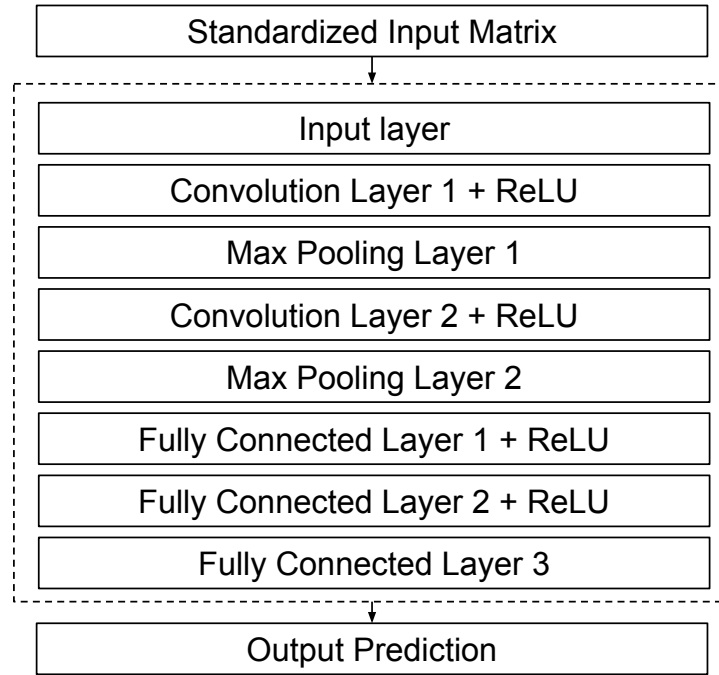 Standardized Input Matrix
Input layer
Convolution Layer 1 + ReLU
Max Pooling Layer 1
Convolution Layer 2 + ReLU
Max Pooling Layer 2
Fully Connected Layer 1 + ReLU
Fully Connected Layer 2 + ReLU
Fully Connected Layer 3
Output Prediction